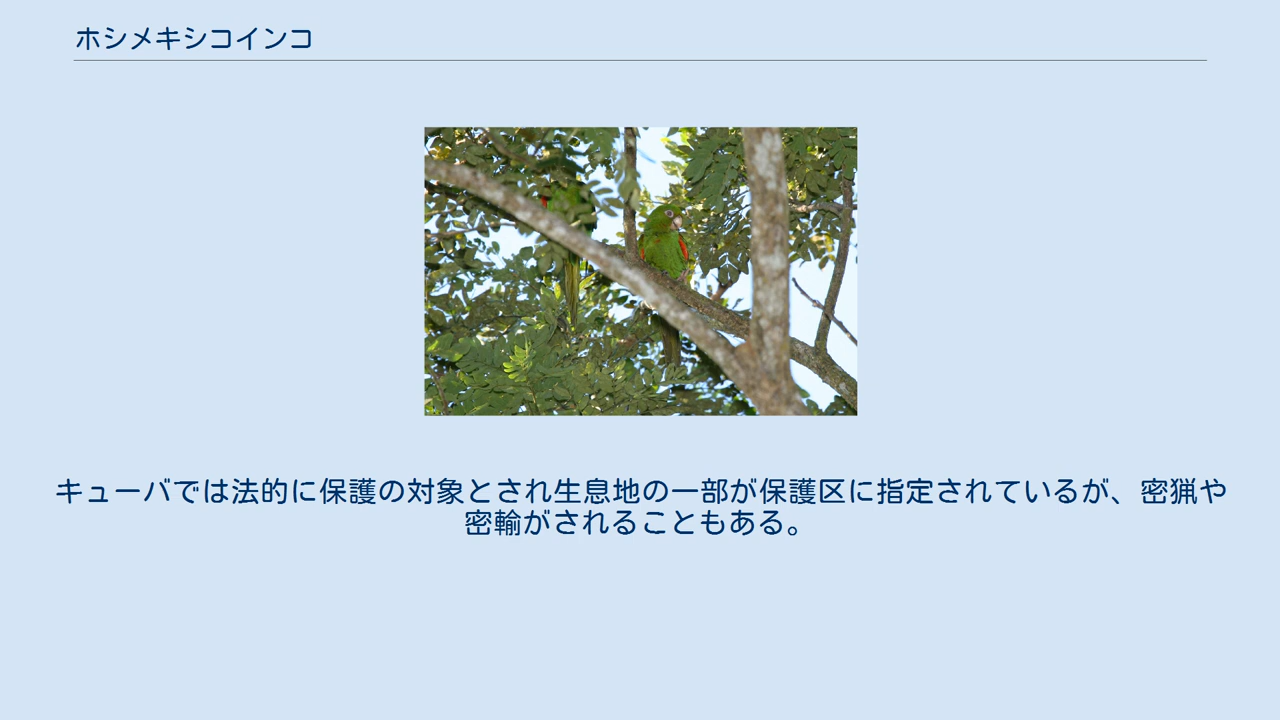 ホシメキシコインコ
キューバでは法的に保護の対象とされ生息地の一部が保護区に指定されているが、密猟や
密輸がされることもある。